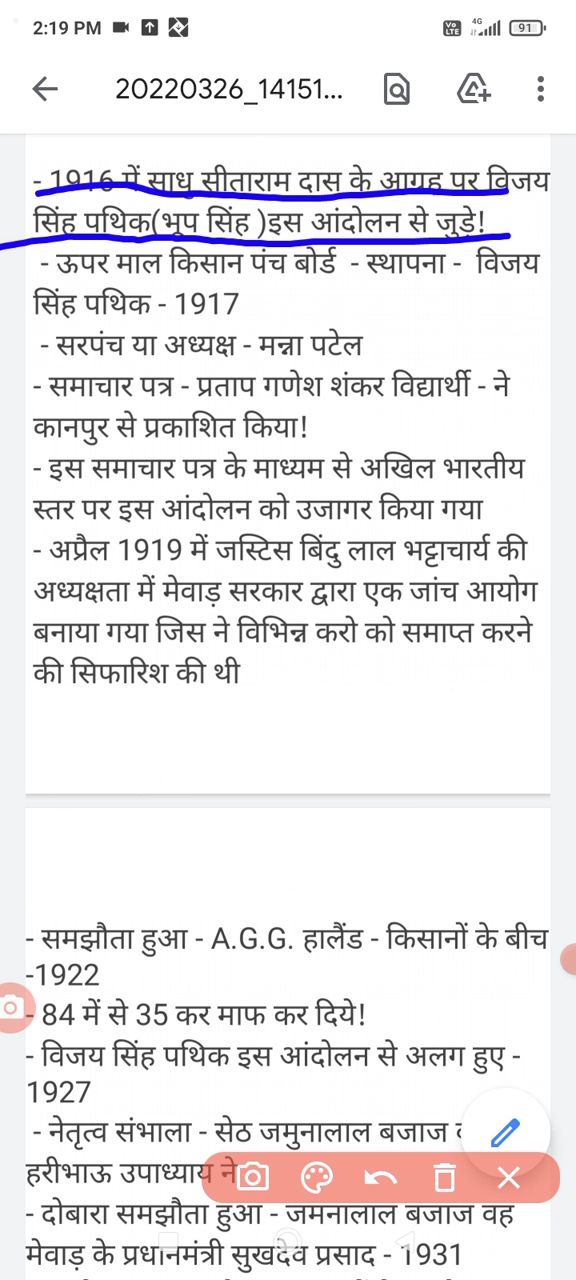 2:19 PM
Vo LTE 4G 91
20220326_14151...
- 1916 में साधु सीताराम दास के आग्रह पर विजय
सिंह पथिक(भूप सिंह )इस आंदोलन से जुड़े!
- ऊपर माल किसान पंच बोर्ड - स्थापना - विजय
सिंह पथिक - 1917
- सरपंच या अध्यक्ष - मन्ना पटेल
- समाचार पत्र - प्रताप गणेश शंकर विद्यार्थी - ने
कानपुर से प्रकाशित किया!
- इस समाचार पत्र के माध्यम से अखिल भारतीय
स्तर पर इस आंदोलन को उजागर किया गया
- अप्रैल 1919 में जस्टिस बिंदु लाल भट्टाचार्य की
अध्यक्षता में मेवाड़ सरकार द्वारा एक जांच आयोग
बनाया गया जिस ने विभिन्न करो को समाप्त करने
की सिफारिश की थी
- समझौता हुआ - A.G.G. हालैंड - किसानों के बीच
-1922
- 84 में से 35 कर माफ कर दिये!
- विजय सिंह पथिक इस आंदोलन से अलग हुए -
1927
- नेतृत्व संभाला - सेठ जमुनालाल बजाज
हरीभाऊ उपाध्याय ने
- दोबारा समझौता हुआ - जमनालाल बजाज वह
मेवाड़ के प्रधानमंत्री सुखदेव प्रसाद - 1931